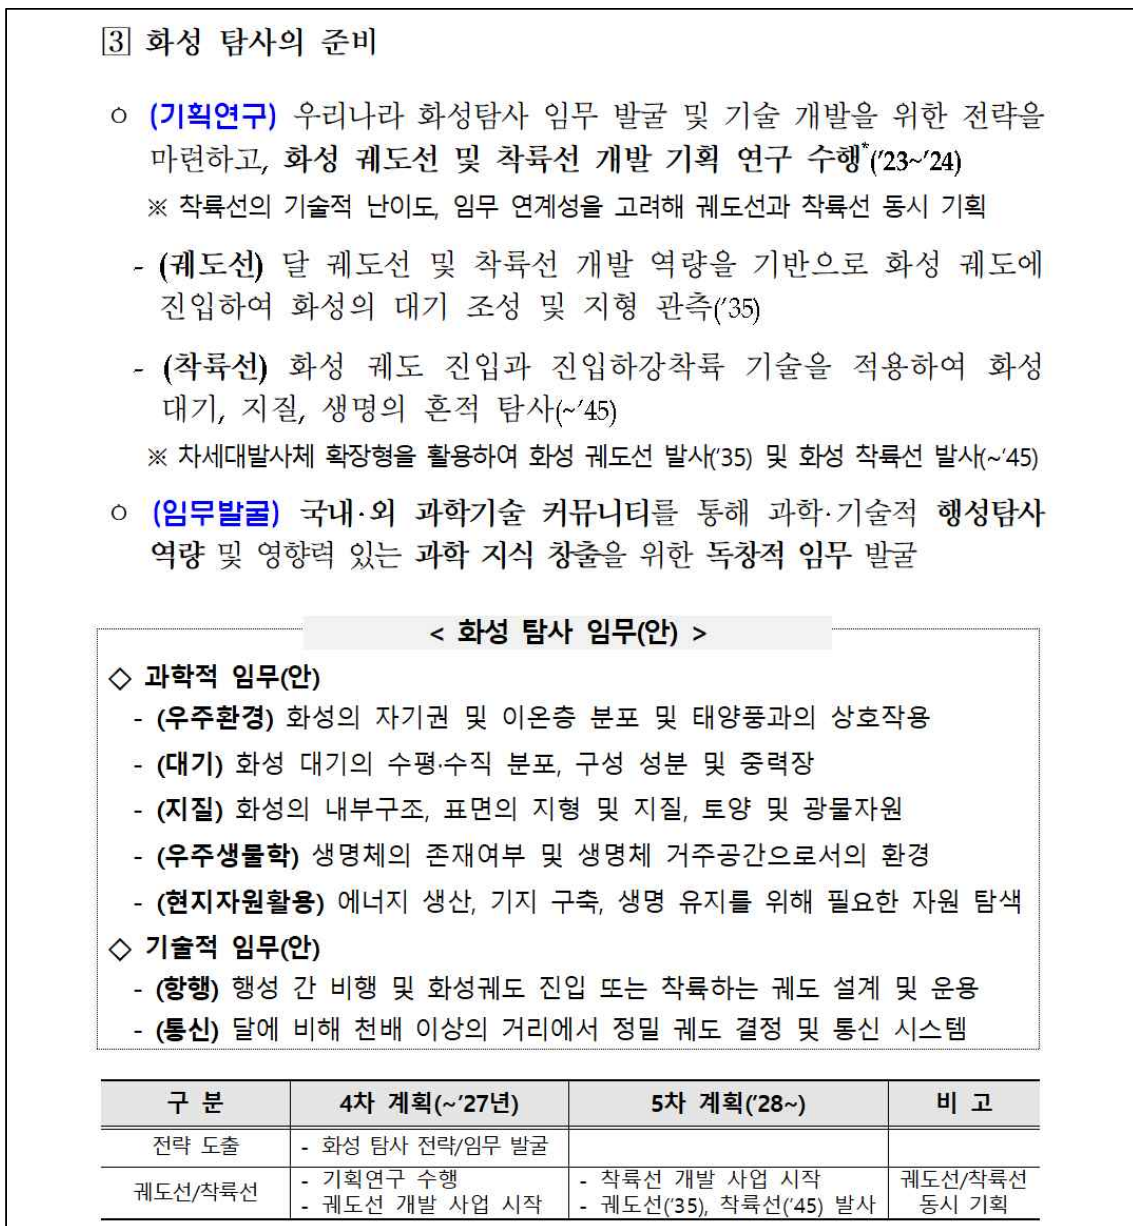 ③ 화성 탐사의 준비
○ (기획연구) 우리나라 화성탐사 임무 발굴 및 기술 개발을 위한 전략을
마련하고, 화성 궤도선 및 착륙선 개발 기획 연구 수행*('23~'24)
※ 착륙선의 기술적 난이도, 임무 연계성을 고려해 궤도선과 착륙선 동시 기획
- (궤도선) 달 궤도선 및 착륙선 개발 역량을 기반으로 화성 궤도에
진입하여 화성의 대기 조성 및 지형 관측('35)
- (착륙선) 화성 궤도 진입과 진입하강착륙 기술을 적용하여 화성
대기, 지질, 생명의 흔적 탐사(~'45)
※ 차세대발사체 확장형을 활용하여 화성 궤도선 발사('35) 및 화성 착륙선 발사(~'45)
○ (임무발굴) 국내·외 과학기술 커뮤니티를 통해 과학·기술적 행성탐사
역량 및 영향력 있는 과학 지식 창출을 위한 독창적 임무 발굴
< 화성 탐사 임무(안) >
◇ 과학적 임무(안)
- (우주환경) 화성의 자기권 및 이온층 분포 및 태양풍과의 상호작용
- (대기) 화성 대기의 수평·수직 분포, 구성 성분 및 중력장
- (지질) 화성의 내부구조, 표면의 지형 및 지질, 토양 및 광물자원
- (우주생물학) 생명체의 존재여부 및 생명체 거주공간으로서의 환경
- (현지자원활용) 에너지 생산, 기지 구축, 생명 유지를 위해 필요한 자원 탐색
◇ 기술적 임무(안)
- (항행) 행성 간 비행 및 화성궤도 진입 또는 착륙하는 궤도 설계 및 운용
- (통신) 달에 비해 천배 이상의 거리에서 정밀 궤도 결정 및 통신 시스템
구 분 4차 계획(~'27년) 5차 계획('28~) 비 고
전략 도출 - 화성 탐사 전략/임무 발굴
궤도선/착륙선 - 기획연구 수행 - 착륙선 개발 사업 시작 궤도선/착륙선
- 궤도선 개발 사업 시작 - 궤도선('35), 착륙선('45) 발사 동시 기획